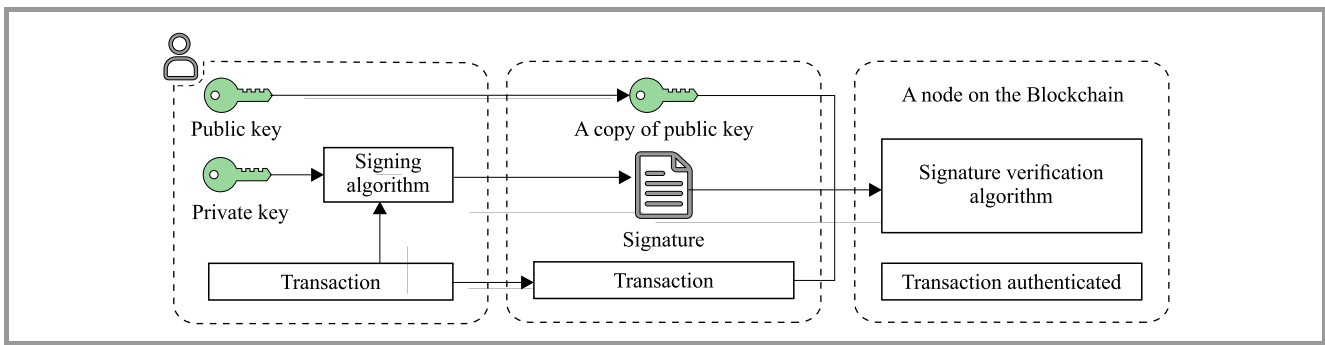 Public key
Private key
Signing
algorithm
Transaction
A copy of public key
Signature
Transaction
A node on the Blockchain
Signature verification
algorithm
Transaction authenticated